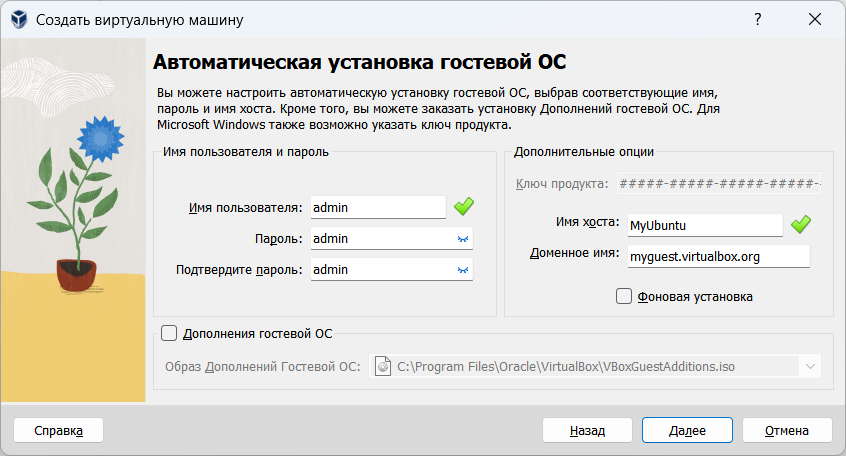 Создать виртуальную машину
Автоматическая установка гостевой ОС
Вы можете настроить автоматическую установку гостевой ОС, выбрав соответствующие имя,
пароль и имя хоста. Кроме того, вы можете заказать установку Дополнений гостевой ОС. Для
Microsoft Windows также возможно указать ключ продукта.
Имя пользователя и пароль
Имя пользователя: admin
Пароль: admin
Подтвердите пароль: admin
Дополнительные опции
Ключ продукта: #####-#####-#####-#####-
Имя хоста: MyUbuntu
Доменное имя: myguest.virtualbox.org
Фоновая установка
Дополнения гостевой ОС
Образ Дополнений Гостевой ОС: C:\Program Files\Oracle\VirtualBox\VBoxGuestAdditions.iso
Справка Назад Далее Отмена